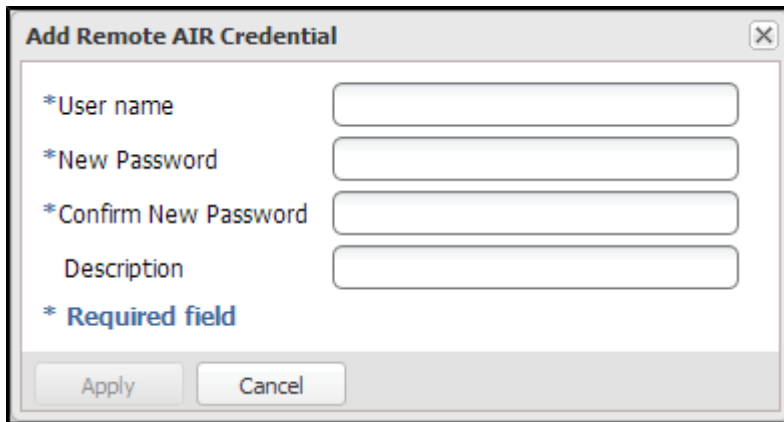 Add Remote AIR Credential
*User name
*New Password
*Confirm New Password
Description
* Required field
Apply Cancel